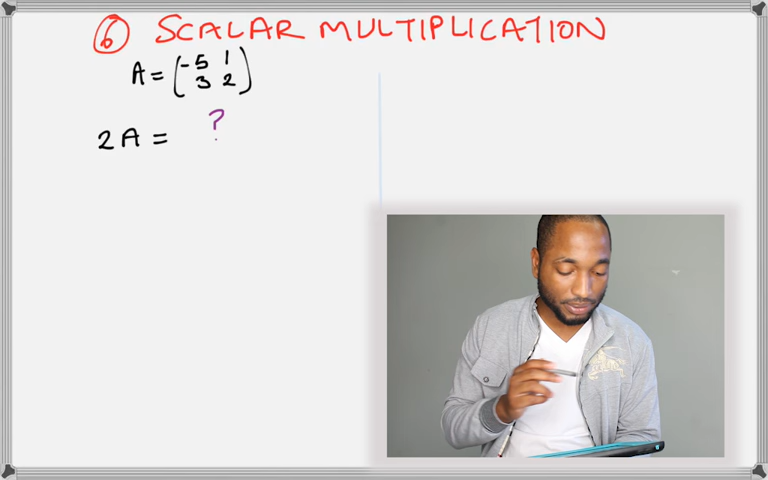 6 SCALAR MULTIPLICATION
A = ( -5 1
3 2 )
2A = ?